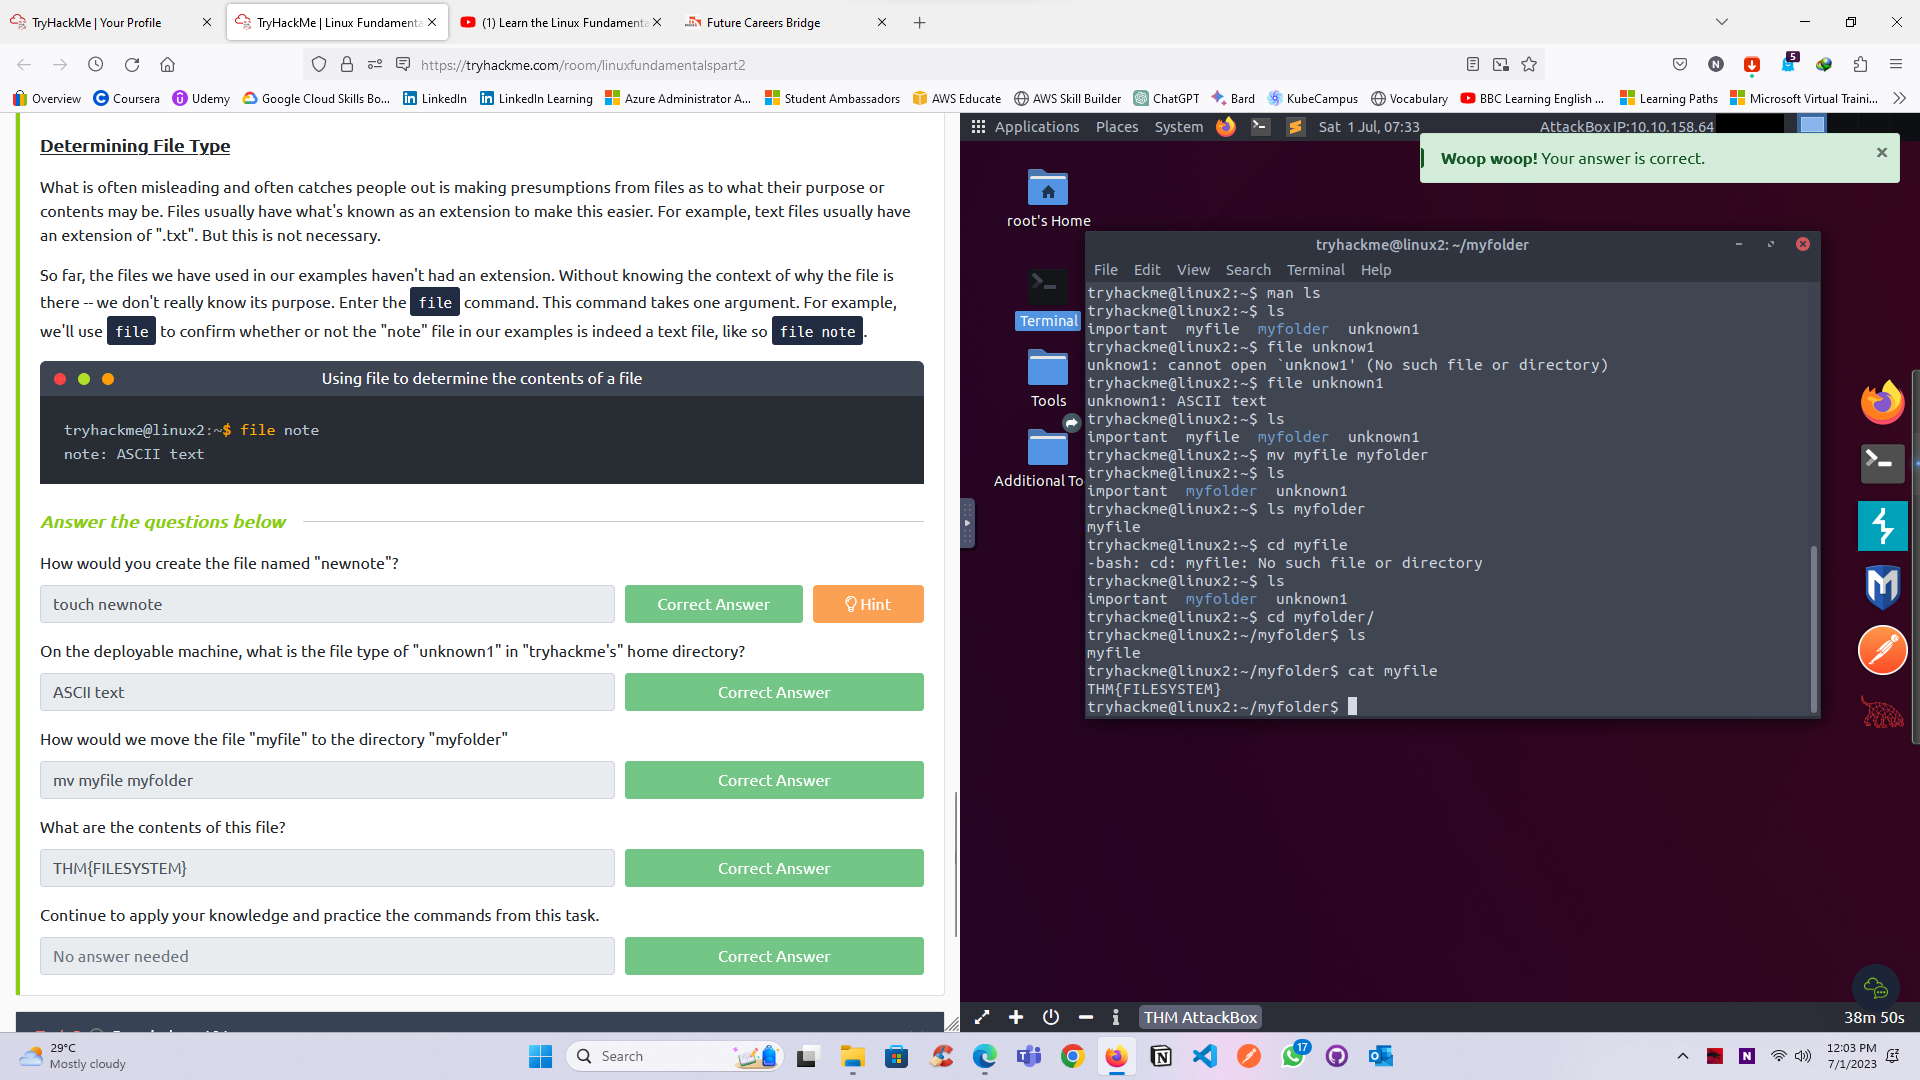 TryHackMe | Your Profile
TryHackMe | Linux Fundamenta
(1) Learn the Linux Fundamenta
Future Careers Bridge
https://tryhackme.com/room/linuxfundamentalspart2
5
Overview
Coursera
Udemy
Google Cloud Skills Bo...
LinkedIn
LinkedIn Learning
Azure Administrator A...
Student Ambassadors
AWS Educate
AWS Skill Builder
ChatGPT
Bard
KubeCampus
Vocabulary
BBC Learning English ...
Learning Paths
Microsoft Virtual Traini...
Determining File Type
What is often misleading and often catches people out is making presumptions from files as to what their purpose or
contents may be. Files usually have what's known as an extension to make this easier. For example, text files usually have
an extension of ".txt". But this is not necessary.
So far, the files we have used in our examples haven't had an extension. Without knowing the context of why the file is
there -- we don't really know its purpose. Enter the file command. This command takes one argument. For example,
we'll use file to confirm whether or not the "note" file in our examples is indeed a text file, like so file note.
Using file to determine the contents of a file
tryhackme@linux2:~$ file note
note: ASCII text
Answer the questions below
How would you create the file named "newnote"?
touch newnote
Correct Answer
Hint
On the deployable machine, what is the file type of "unknown1" in "tryhackme's" home directory?
ASCII text
Correct Answer
How would we move the file "myfile" to the directory "myfolder"
mv myfile myfolder
Correct Answer
What are the contents of this file?
THM{FILESYSTEM}
Correct Answer
Continue to apply your knowledge and practice the commands from this task.
No answer needed
Correct Answer
Applications
Places
System
Sat 1 Jul, 07:33
AttackBox IP:10.10.158.64
Woop woop! Your answer is correct.
root's Home
Terminal
Tools
Additional To
tryhackme@linux2: ~/myfolder
File Edit View Search Terminal Help
tryhackme@linux2:~$ man ls
tryhackme@linux2:~$ ls
important myfile myfolder unknown1
tryhackme@linux2:~$ file unknow1
unknow1: cannot open `unknow1' (No such file or directory)
tryhackme@linux2:~$ file unknown1
unknown1: ASCII text
tryhackme@linux2:~$ ls
important myfile myfolder unknown1
tryhackme@linux2:~$ mv myfile myfolder
tryhackme@linux2:~$ ls
important myfolder unknown1
tryhackme@linux2:~$ ls myfolder
myfile
tryhackme@linux2:~$ cd myfile
-bash: cd: myfile: No such file or directory
tryhackme@linux2:~$ ls
important myfolder unknown1
tryhackme@linux2:~$ cd myfolder/
tryhackme@linux2:~/myfolder$ ls
myfile
tryhackme@linux2:~/myfolder$ cat myfile
THM{FILESYSTEM}
tryhackme@linux2:~/myfolder$
THM AttackBox
38m 50s
29°C
Mostly cloudy
Search
17
12:03 PM
7/1/2023